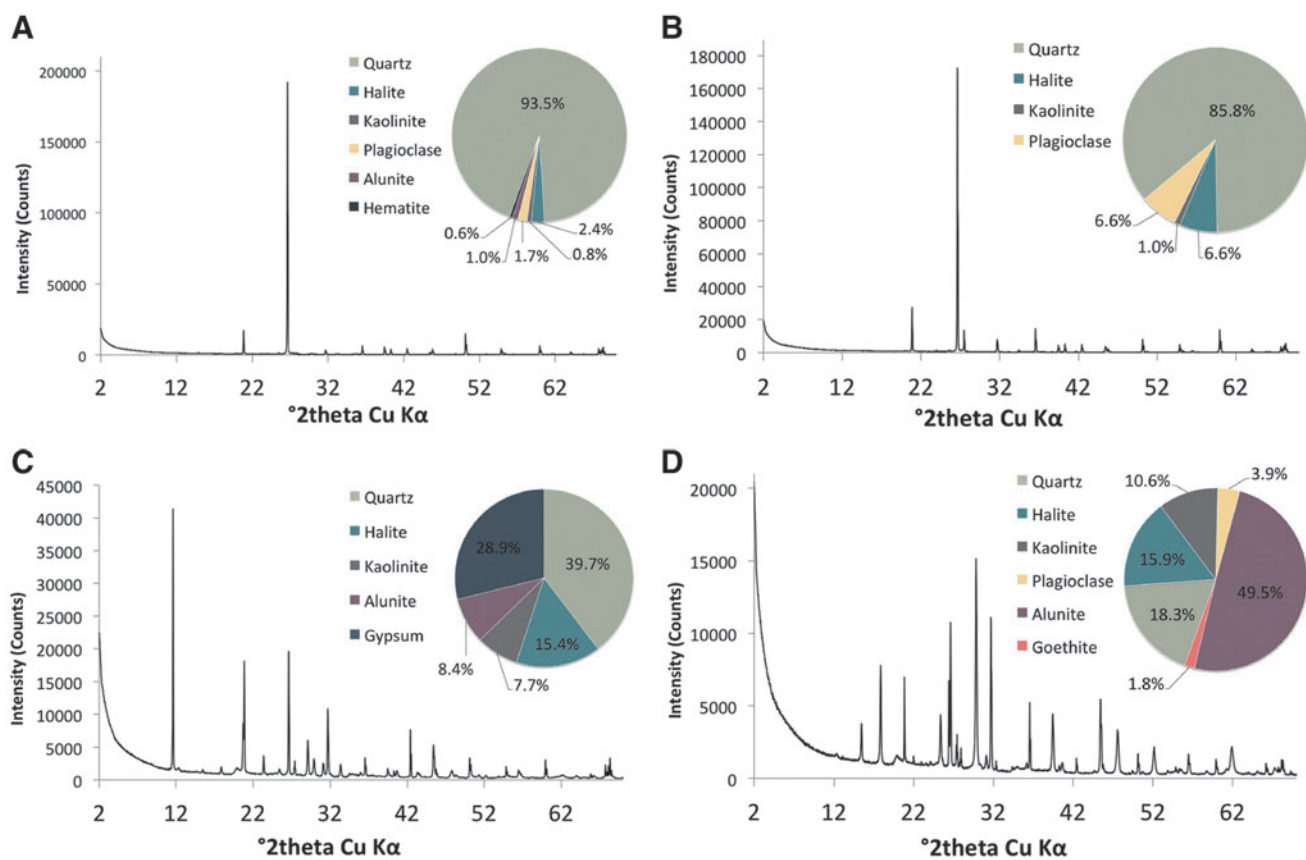 A
Intensity (Counts)
200000
150000
100000
50000
0
2 12 22 32 42 52 62
°2theta Cu Kα
Quartz
Halite
Kaolinite
Plagioclase
Alunite
Hematite
93.5%
2.4%
0.8%
1.7%
1.0%
0.6%
B
Intensity (Counts)
180000
160000
140000
120000
100000
80000
60000
40000
20000
0
2 12 22 32 42 52 62
°2theta Cu Kα
Quartz
Halite
Kaolinite
Plagioclase
85.8%
6.6%
1.0%
6.6%
C
Intensity (Counts)
45000
40000
35000
30000
25000
20000
15000
10000
5000
0
2 12 22 32 42 52 62
°2theta Cu Kα
Quartz
Halite
Kaolinite
Alunite
Gypsum
28.9%
39.7%
15.4%
8.4%
7.7%
D
Intensity (Counts)
20000
15000
10000
5000
0
2 12 22 32 42 52 62
°2theta Cu Kα
Quartz
Halite
Kaolinite
Plagioclase
Alunite
Goethite
10.6%
3.9%
15.9%
49.5%
18.3%
1.8%